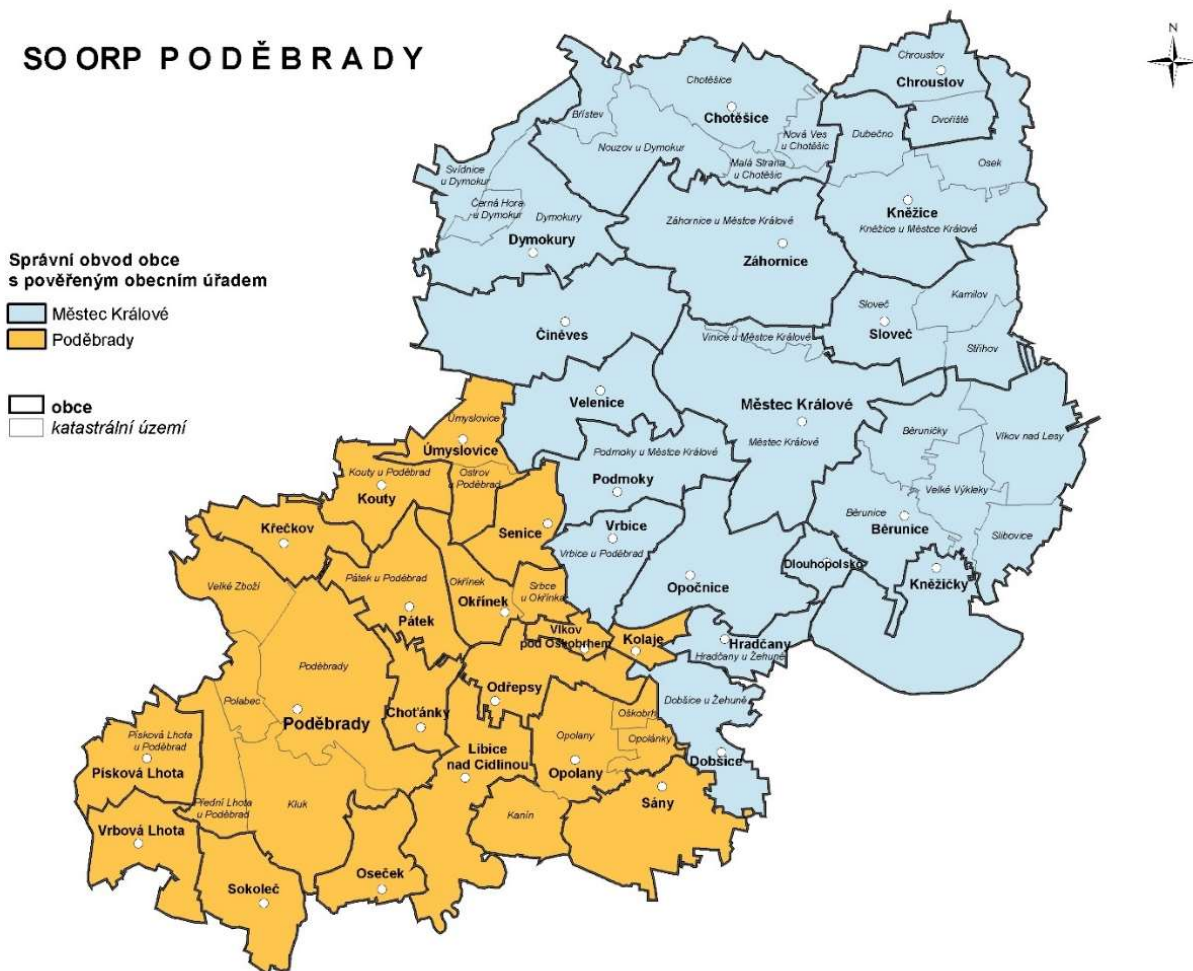 SO ORP PODĚBRADY
N
Správní obvod obce
s pověřeným obecním úřadem
Městec Králové
Poděbrady
obce
katastrální území
Chroustov
Chroustov
Dvořiště
Chotěšice
Chotěšice
Nová Ves
u Chotěšic
Malá Strana
u Chotěšic
Břístev
Nouzov u Dymokur
Dubečno
Osek
Kněžice
Kněžice u Městce Králové
Svídnice
u Dymokur
Černá Hora
u Dymokur
Dymokury
Dymokury
Záhornice u Městce Králové
Záhornice
Činěves
Sloveč
Sloveč
Kamilov
Střihov
Vinice u Městce Králové
Městec Králové
Městec Králové
Velenice
Úmyslovice
Úmyslovice
Ostrov
u Poděbrad
Kouty u Poděbrad
Kouty
Podmoky u Městce Králové
Podmoky
Běruničky
Vlkov nad Lesy
Velké Výkleky
Běrunice
Běrunice
Slibovice
Senice
Vrbice
Vrbice u Poděbrad
Křečkov
Dlouhopolsko
Kněžičky
Opočnice
Velké Zboží
Pátek u Poděbrad
Pátek
Okřínek
Okřínek
Srbce
u Okřínka
Vlkov
pod Oškobrhem
Kolaje
Hradčany
Hradčany u Žehuně
Poděbrady
Polabec
Poděbrady
Choťánky
Odřepsy
Oškobrh
Dobšice u Žehuně
Dobšice
Písková Lhota
u Poděbrad
Písková Lhota
Libice
nad Cidlinou
Opolany
Opolánky
Opolany
Sány
Přední Lhota
u Poděbrad
Kluk
Kanín
Vrbová Lhota
Sokoleč
Oseček